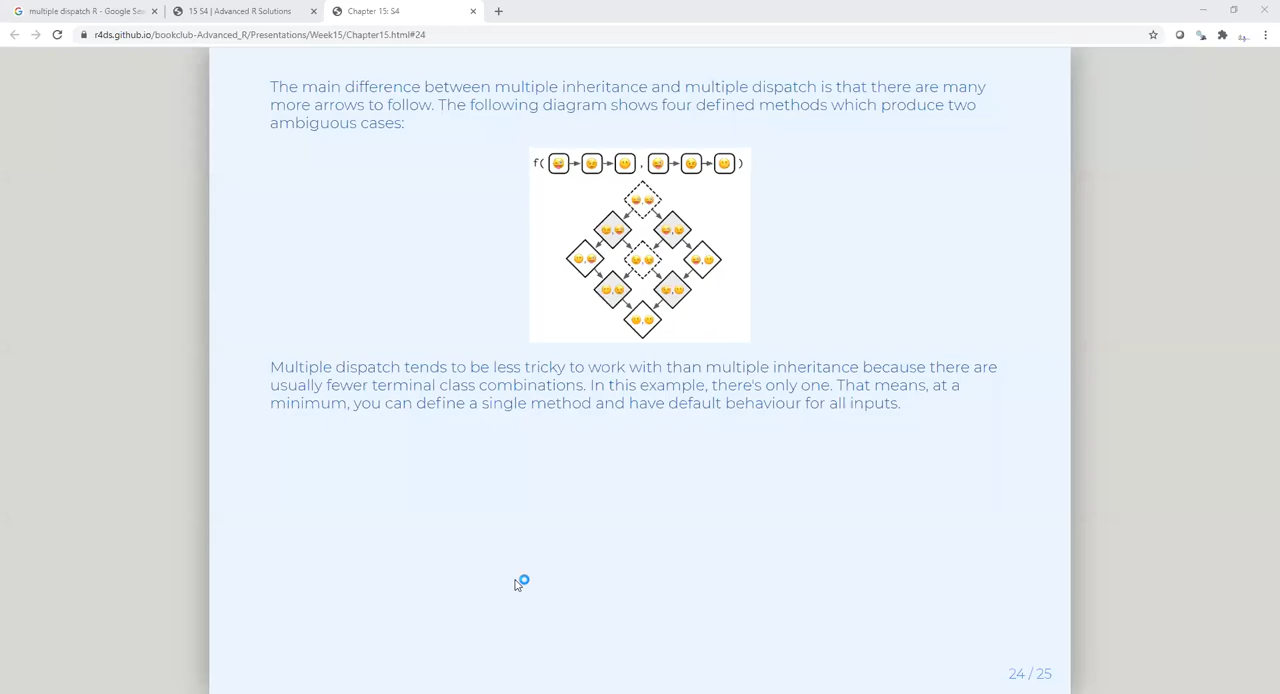 multiple dispatch R - Google Sea
15 S4 | Advanced R Solutions
Chapter 15: S4
r4ds.github.io/bookclub-Advanced_R/Presentations/Week15/Chapter15.html#24
The main difference between multiple inheritance and multiple dispatch is that there are many
more arrows to follow. The following diagram shows four defined methods which produce two
ambiguous cases:
f( 😜 → 😉 → 🙂 , 😜 → 😉 → 🙂 )
Multiple dispatch tends to be less tricky to work with than multiple inheritance because there are
usually fewer terminal class combinations. In this example, there's only one. That means, at a
minimum, you can define a single method and have default behaviour for all inputs.
24 / 25